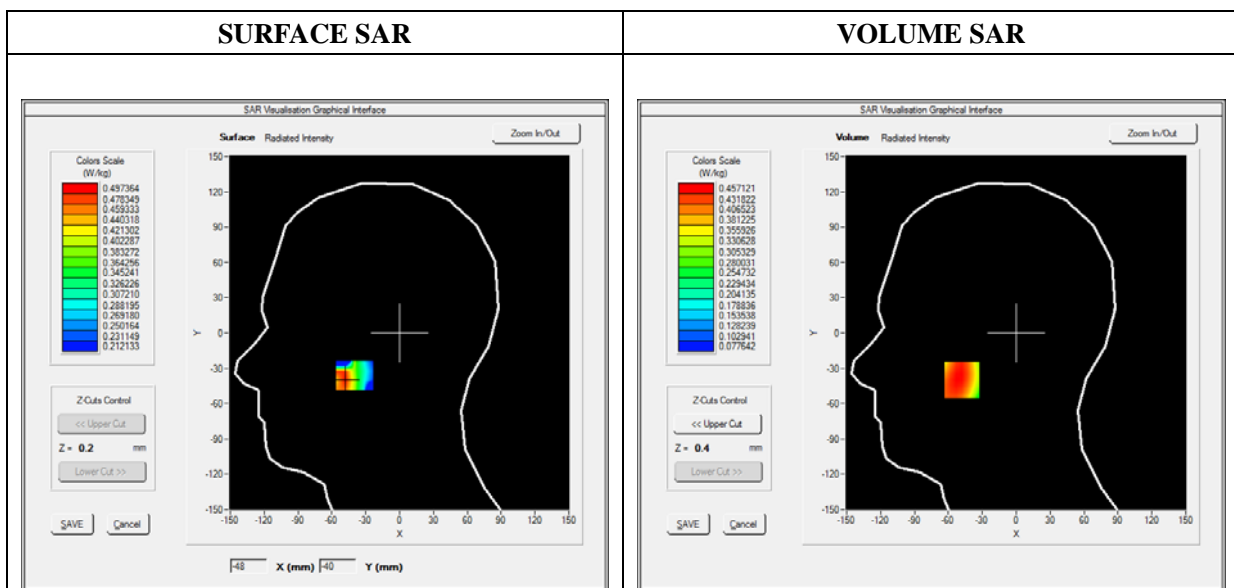 SURFACE SAR
VOLUME SAR
SAR Visualisation Graphical Interface
Surface Radiated Intensity
Zoom In/Out
Colors Scale
(W/kg)
0.497364
0.478349
0.459333
0.440318
0.421302
0.402287
0.383272
0.364256
0.345241
0.326226
0.307210
0.288195
0.269180
0.250164
0.231149
0.212133
150
120
90
60
30
0
-30
-60
-90
-120
-150
Y
-150 -120 -90 -60 -30 0 30 60 90 120 150
X
Z-Cuts Control
<< Upper Cut
Z = 0.2 mm
Lower Cut >>
SAVE Cancel
-48 X (mm) -40 Y (mm)
SAR Visualisation Graphical Interface
Volume Radiated Intensity
Zoom In/Out
Colors Scale
(W/kg)
0.457121
0.431822
0.406523
0.381225
0.355926
0.330628
0.305329
0.280031
0.254732
0.229434
0.204135
0.178836
0.153538
0.128239
0.102941
0.077642
150
120
90
60
30
0
-30
-60
-90
-120
-150
Y
-150 -120 -90 -60 -30 0 30 60 90 120 150
X
Z-Cuts Control
<< Upper Cut
Z = 0.4 mm
Lower Cut >>
SAVE Cancel